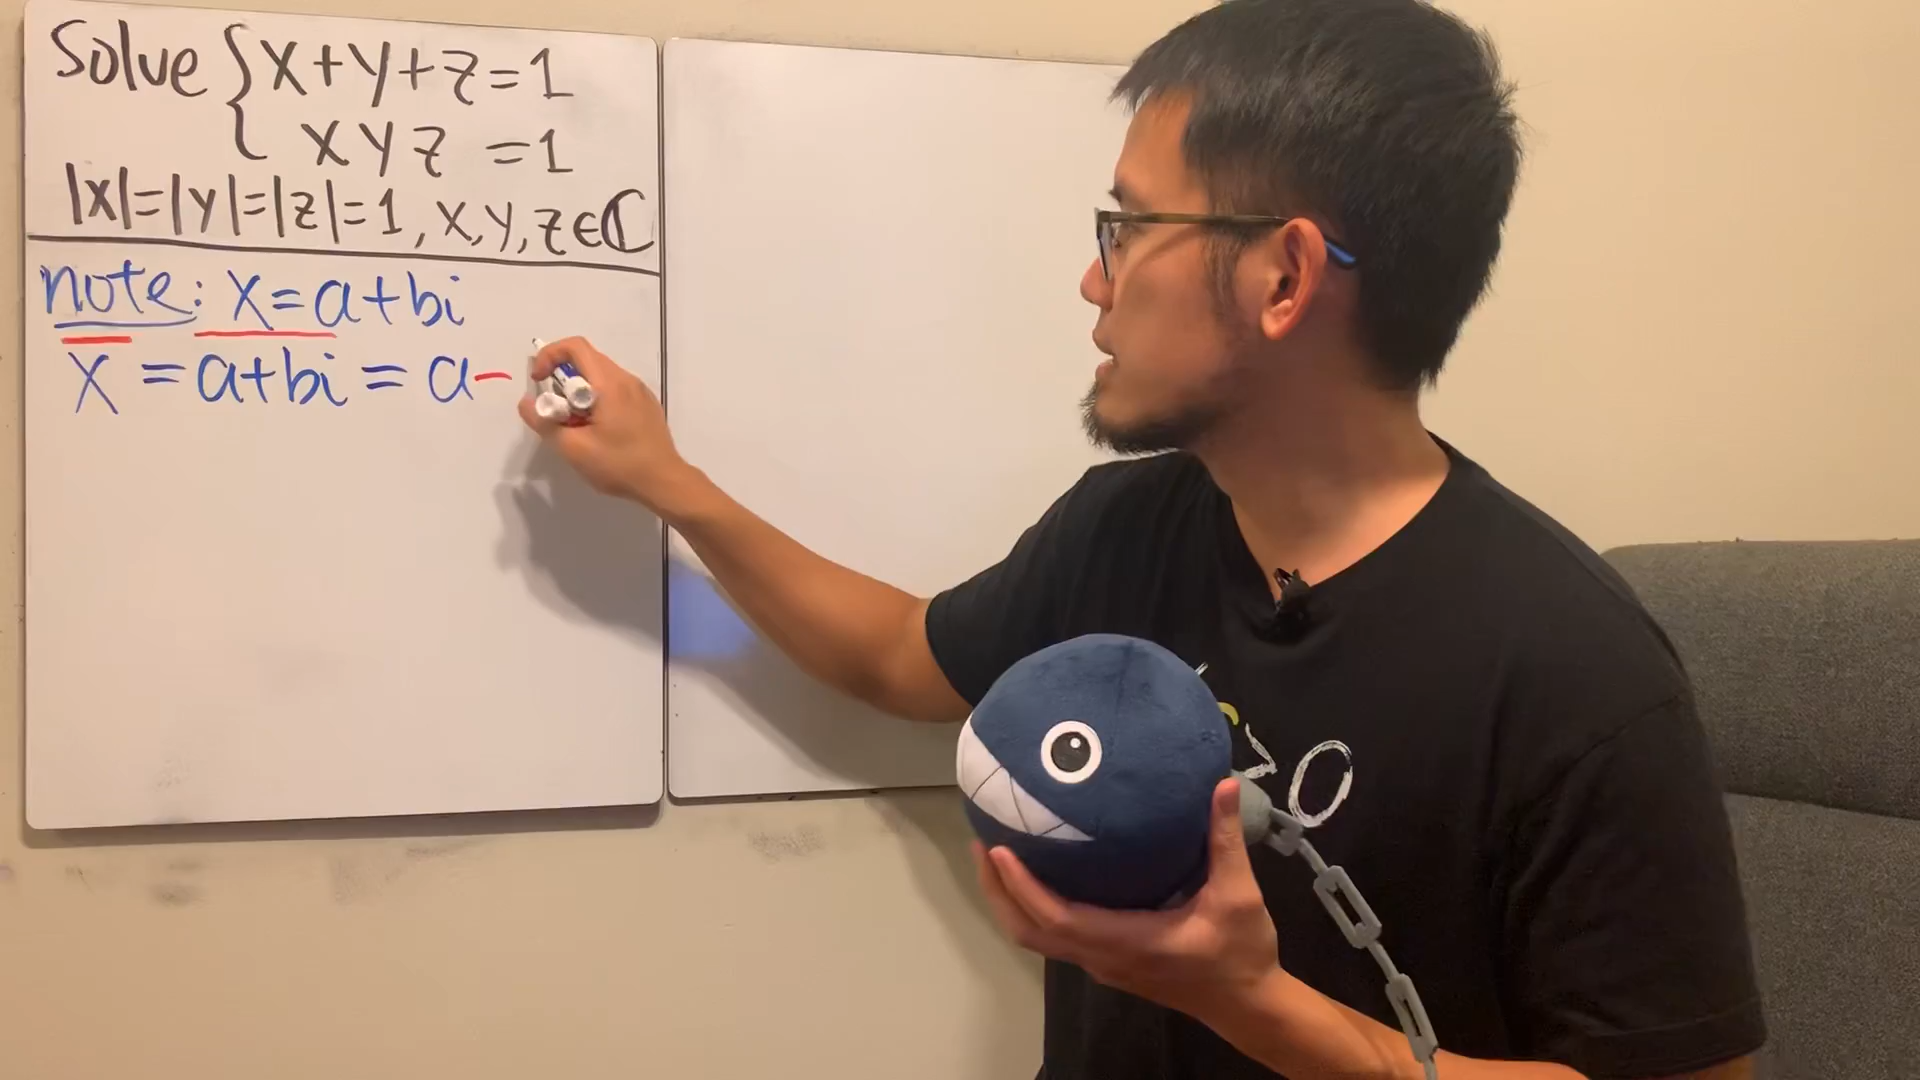 Solve { x+y+z=1
xyz =1
|x|=|y|=|z|=1, x,y,z∈ℂ
note: x=a+bi
x̅ = a+bi̅ = a-